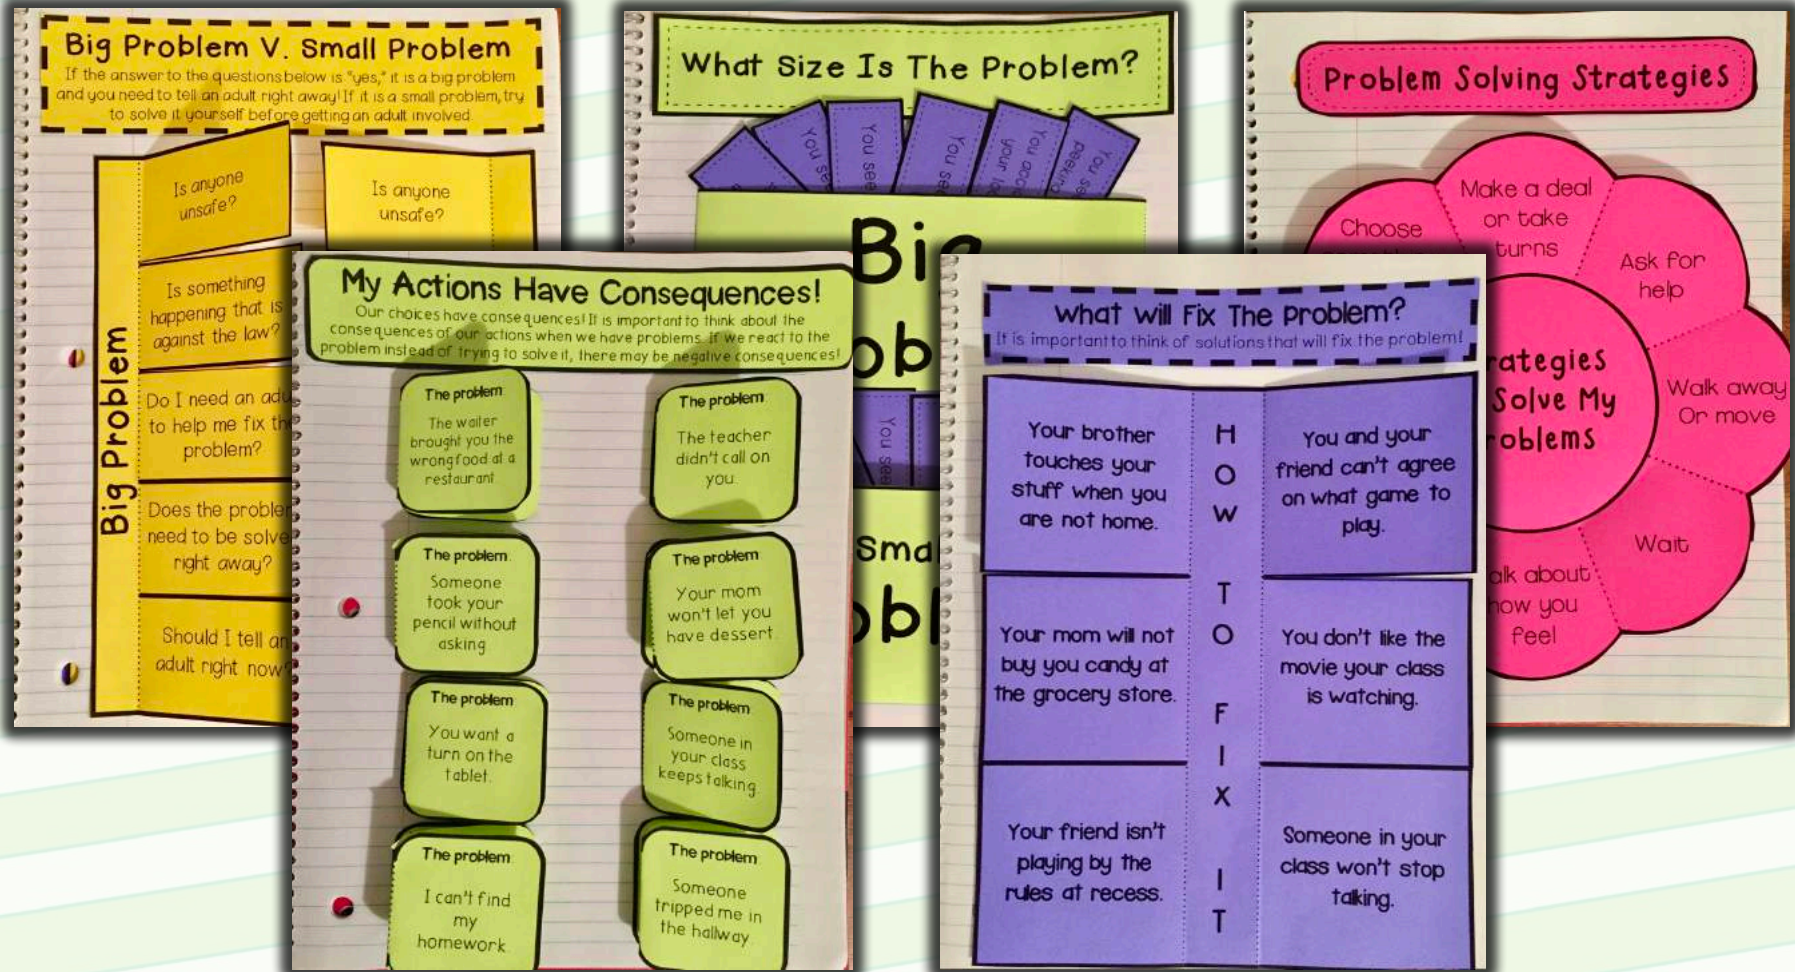 Big Problem V. Small Problem
If the answer to the questions below is "yes," it is a big problem
and you need to tell an adult right away! If it is a small problem, try
to solve it yourself before getting an adult involved.
Big Problem
Is anyone
unsafe?
Is something
happening that is
against the law?
Do I need an
to help me fix
problem?
Does the
need to be
right away?
Should I tell an
adult right now
Is anyone
unsafe?
What Size Is The Problem?
You
You see
You
You
your
You
peeking
Big
You see
Problem Solving Strategies
Choose
Make a deal
or take
turns
Ask for
help
Walk away
Or move
Wait
about
how you
feel
Solve My
My Actions Have Consequences!
Our choices have consequences! It is important to think about the
consequences of our actions when we have problems. If we react to the
problem instead of trying to solve it, there may be negative consequences!
The problem:
The waiter
brought you the
wrong food at a
restaurant.
The problem:
The teacher
didn't call on
you.
The problem:
Someone
took your
pencil without
asking
The problem:
Your mom
won't let you
have dessert.
The problem:
You want a
turn on the
tablet.
The problem:
Someone in
your class
keeps talking.
The problem:
I can't find
my
homework.
The problem:
Someone
tripped me in
the hallway
What Will Fix The Problem?
It is important to think of solutions that will fix the problem!
Your brother
touches your
stuff when you
are not home.
HOW TO FIX IT
You and your
friend can't agree
on what game to
play.
Your mom will not
buy you candy at
the grocery store.
You don't like the
movie your class
is watching.
Your friend isn't
playing by the
rules at recess.
Someone in your
class won't stop
talking.